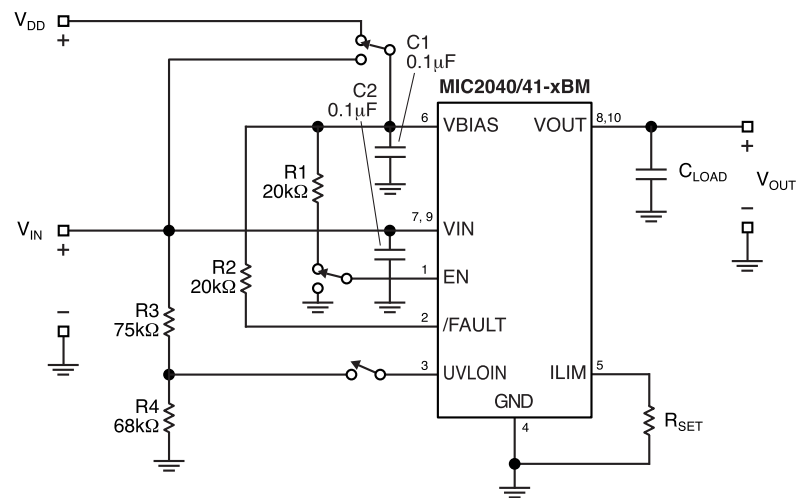 VDD
+
C1
0.1µF
MIC2040/41-xBM
C2
0.1µF
6
VBIAS
VOUT
8,10
R1
20kΩ
CLOAD
+
VOUT
–
VIN
+
7, 9
VIN
R2
20kΩ
1
EN
–
R3
75kΩ
2
/FAULT
3
UVLOIN
ILIM
5
R4
68kΩ
GND
4
RSET